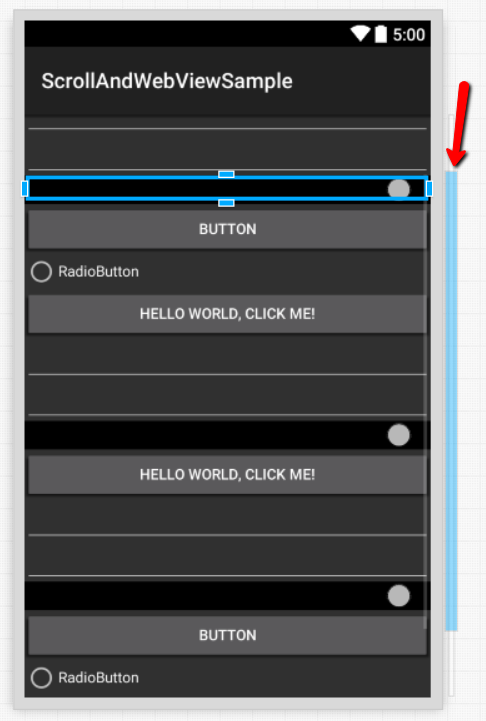 5:00
ScrollAndWebViewSample
BUTTON
RadioButton
HELLO WORLD, CLICK ME!
HELLO WORLD, CLICK ME!
BUTTON
RadioButton